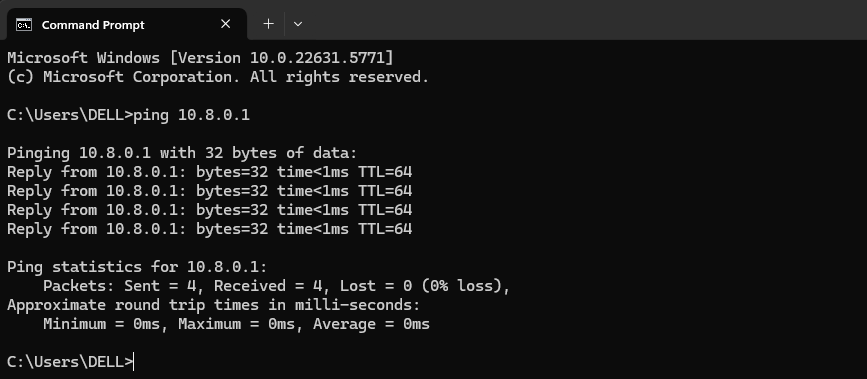 Command Prompt
Microsoft Windows [Version 10.0.22631.5771]
(c) Microsoft Corporation. All rights reserved.
C:\Users\DELL>ping 10.8.0.1
Pinging 10.8.0.1 with 32 bytes of data:
Reply from 10.8.0.1: bytes=32 time<1ms TTL=64
Reply from 10.8.0.1: bytes=32 time<1ms TTL=64
Reply from 10.8.0.1: bytes=32 time<1ms TTL=64
Reply from 10.8.0.1: bytes=32 time<1ms TTL=64
Ping statistics for 10.8.0.1:
    Packets: Sent = 4, Received = 4, Lost = 0 (0% loss),
Approximate round trip times in milli-seconds:
    Minimum = 0ms, Maximum = 0ms, Average = 0ms
C:\Users\DELL>